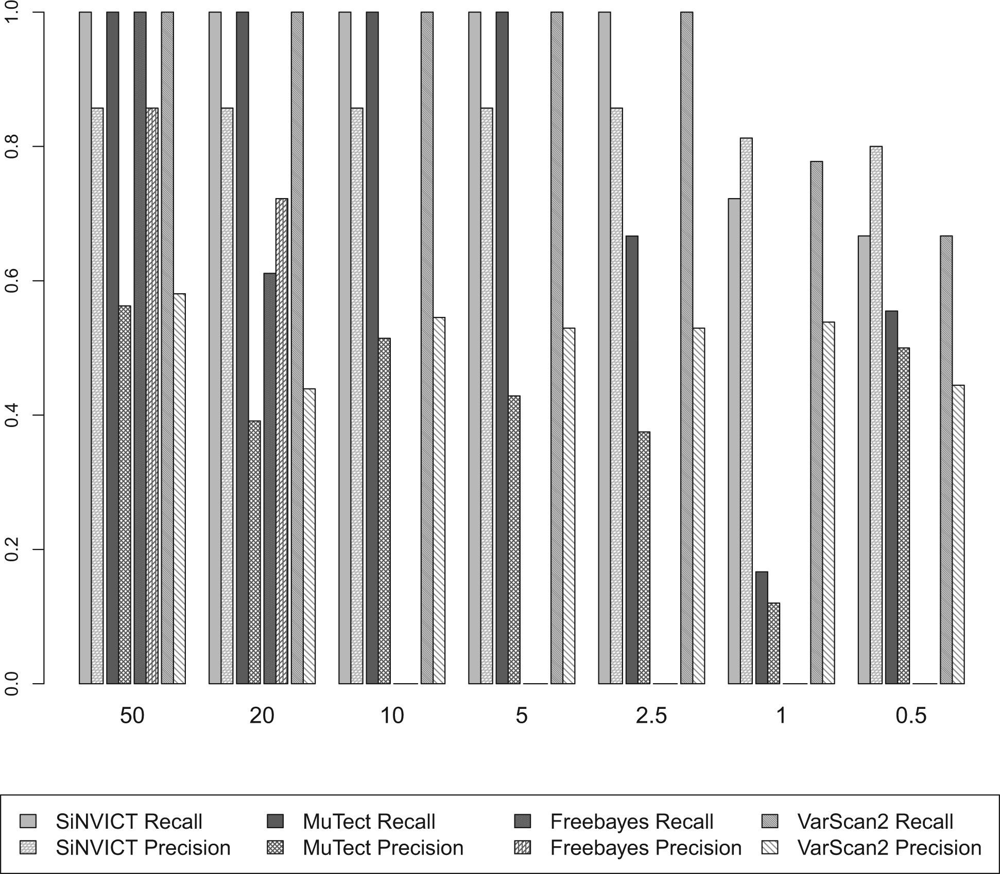 1.0
0.8
0.6
0.4
0.2
0.0
50 20 10 5 2.5 1 0.5
SiNVICT Recall MuTect Recall Freebayes Recall VarScan2 Recall
SiNVICT Precision MuTect Precision Freebayes Precision VarScan2 Precision